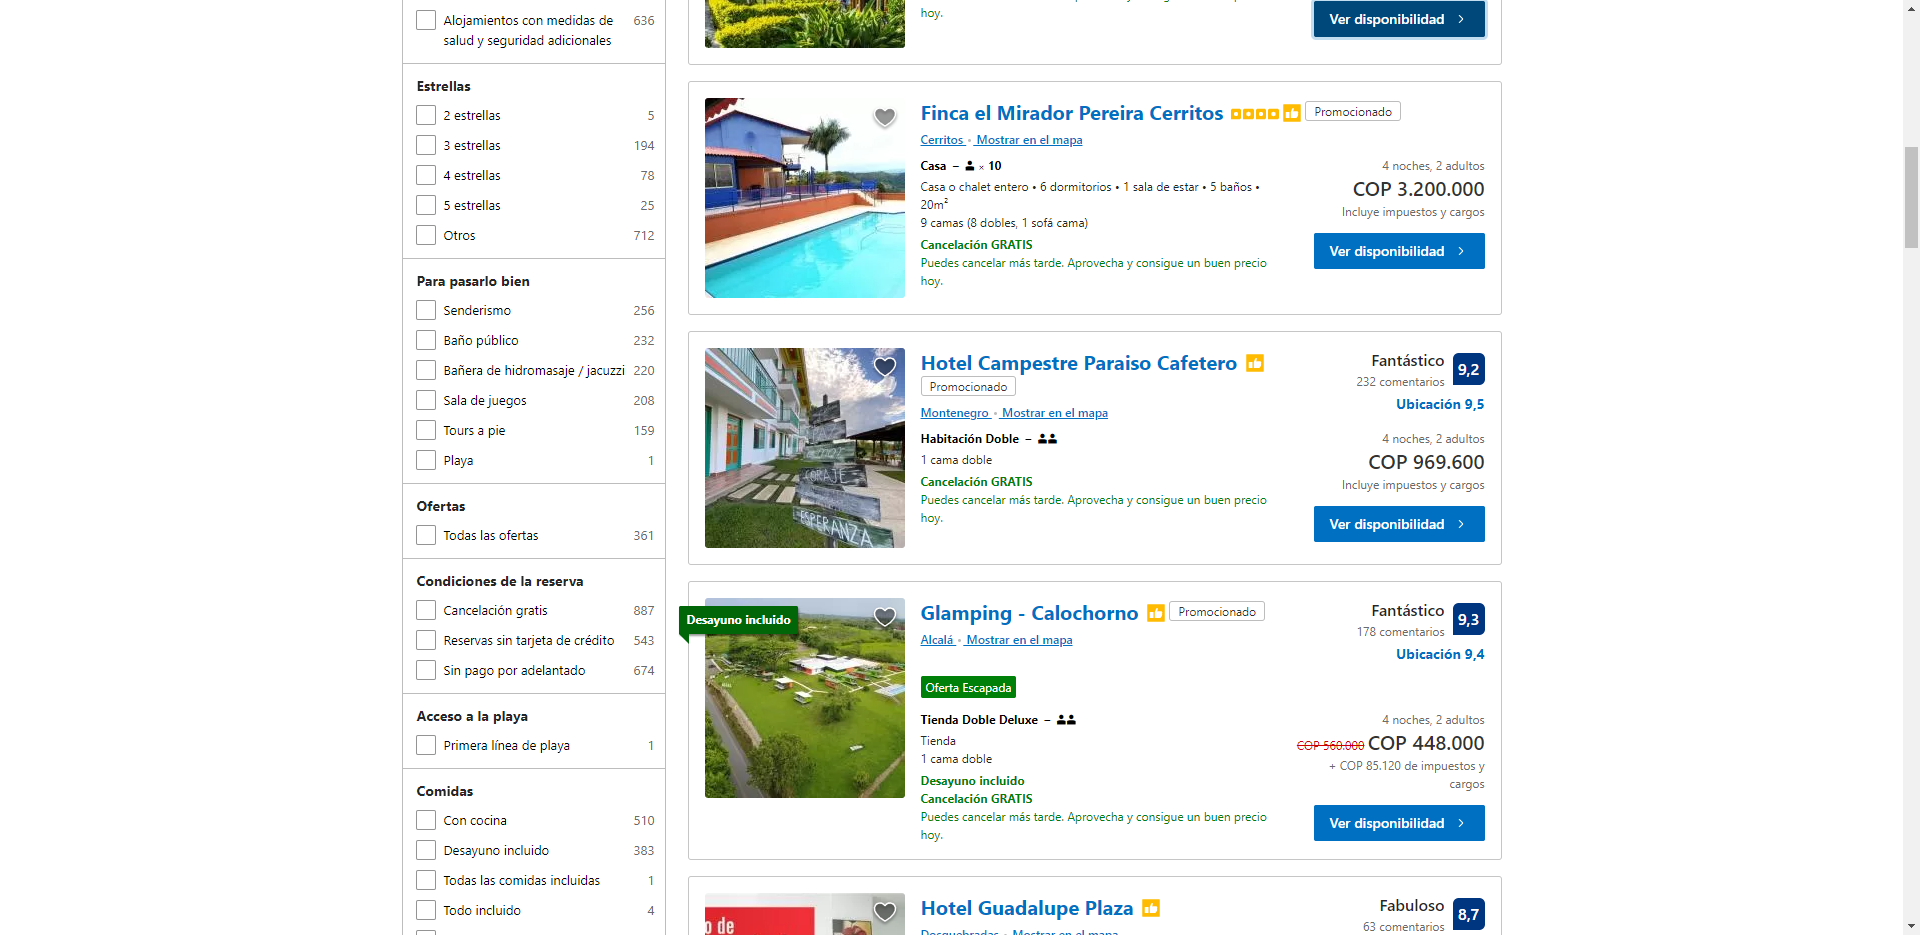 Alojamientos con medidas de
salud y seguridad adicionales
636
Estrellas
2 estrellas 5
3 estrellas 194
4 estrellas 78
5 estrellas 25
Otros 712
Para pasarlo bien
Senderismo 256
Baño público 232
Bañera de hidromasaje / jacuzzi 220
Sala de juegos 208
Tours a pie 159
Playa 1
Ofertas
Todas las ofertas 361
Condiciones de la reserva
Cancelación gratis 887
Reservas sin tarjeta de crédito 543
Sin pago por adelantado 674
Acceso a la playa
Primera línea de playa 1
Comidas
Con cocina 510
Desayuno incluido 383
Todas las comidas incluidas 1
Todo incluido 4
hoy.
Ver disponibilidad
Finca el Mirador Pereira Cerritos Promocionado
Cerritos • Mostrar en el mapa
Casa – × 10
Casa o chalet entero • 6 dormitorios • 1 sala de estar • 5 baños •
20m²
9 camas (8 dobles, 1 sofá cama)
Cancelación GRATIS
Puedes cancelar más tarde. Aprovecha y consigue un buen precio
hoy.
4 noches, 2 adultos
COP 3.200.000
Incluye impuestos y cargos
Ver disponibilidad
CORAJE
ESPERANZA
Hotel Campestre Paraiso Cafetero
Promocionado
Montenegro • Mostrar en el mapa
Habitación Doble –
1 cama doble
Cancelación GRATIS
Puedes cancelar más tarde. Aprovecha y consigue un buen precio
hoy.
Fantástico 9,2
232 comentarios
Ubicación 9,5
4 noches, 2 adultos
COP 969.600
Incluye impuestos y cargos
Ver disponibilidad
Desayuno incluido
Glamping - Calochorno Promocionado
Alcalá • Mostrar en el mapa
Oferta Escapada
Tienda Doble Deluxe –
Tienda
1 cama doble
Desayuno incluido
Cancelación GRATIS
Puedes cancelar más tarde. Aprovecha y consigue un buen precio
hoy.
Fantástico 9,3
178 comentarios
Ubicación 9,4
4 noches, 2 adultos
COP 560.000 COP 448.000
+ COP 85.120 de impuestos y
cargos
Ver disponibilidad
o de
Hotel Guadalupe Plaza
Dosquebradas • Mostrar en el mapa
Fabuloso 8,7
63 comentarios